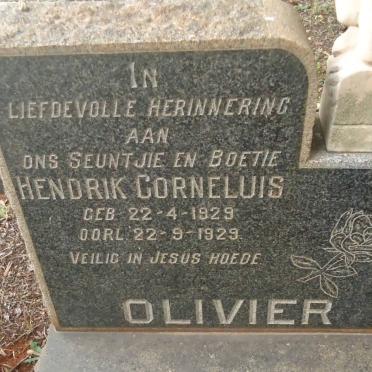 IN
LIEFDEVOLLE HERINNERING
AAN
ONS SEUNTJIE EN BOETIE
HENDRIK CORNELUIS
GEB 22-4-1929
OORL. 22-9-1929
VEILIG IN JESUS HOEDE
OLIVIER